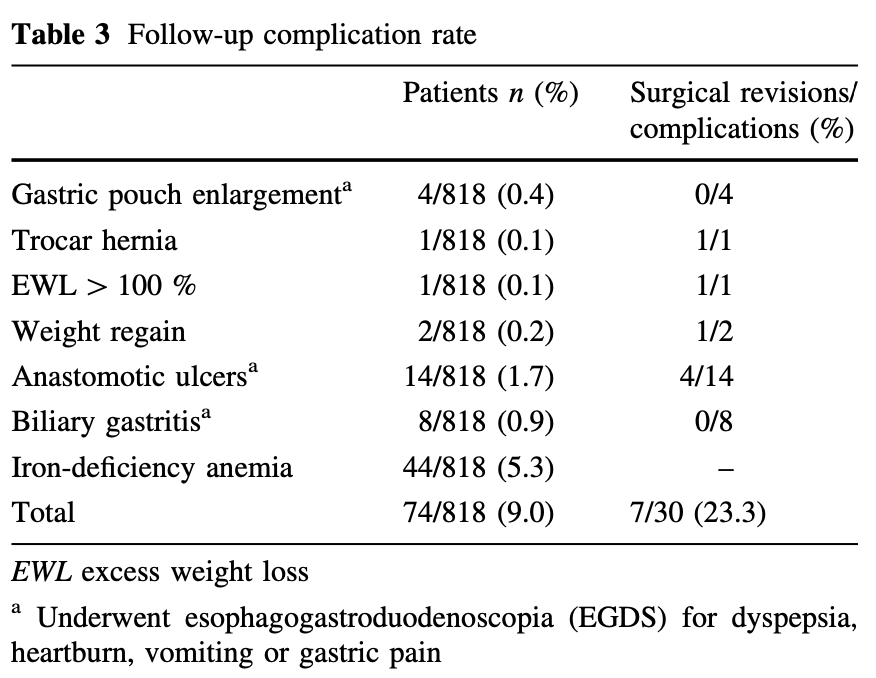 Table 3 Follow-up complication rate
Patients n (%) Surgical revisions/
complications (%)
Gastric pouch enlargementa 4/818 (0.4) 0/4
Trocar hernia 1/818 (0.1) 1/1
EWL > 100 % 1/818 (0.1) 1/1
Weight regain 2/818 (0.2) 1/2
Anastomotic ulcersa 14/818 (1.7) 4/14
Biliary gastritisa 8/818 (0.9) 0/8
Iron-deficiency anemia 44/818 (5.3) –
Total 74/818 (9.0) 7/30 (23.3)
EWL excess weight loss
a Underwent esophagogastroduodenoscopia (EGDS) for dyspepsia,
heartburn, vomiting or gastric pain